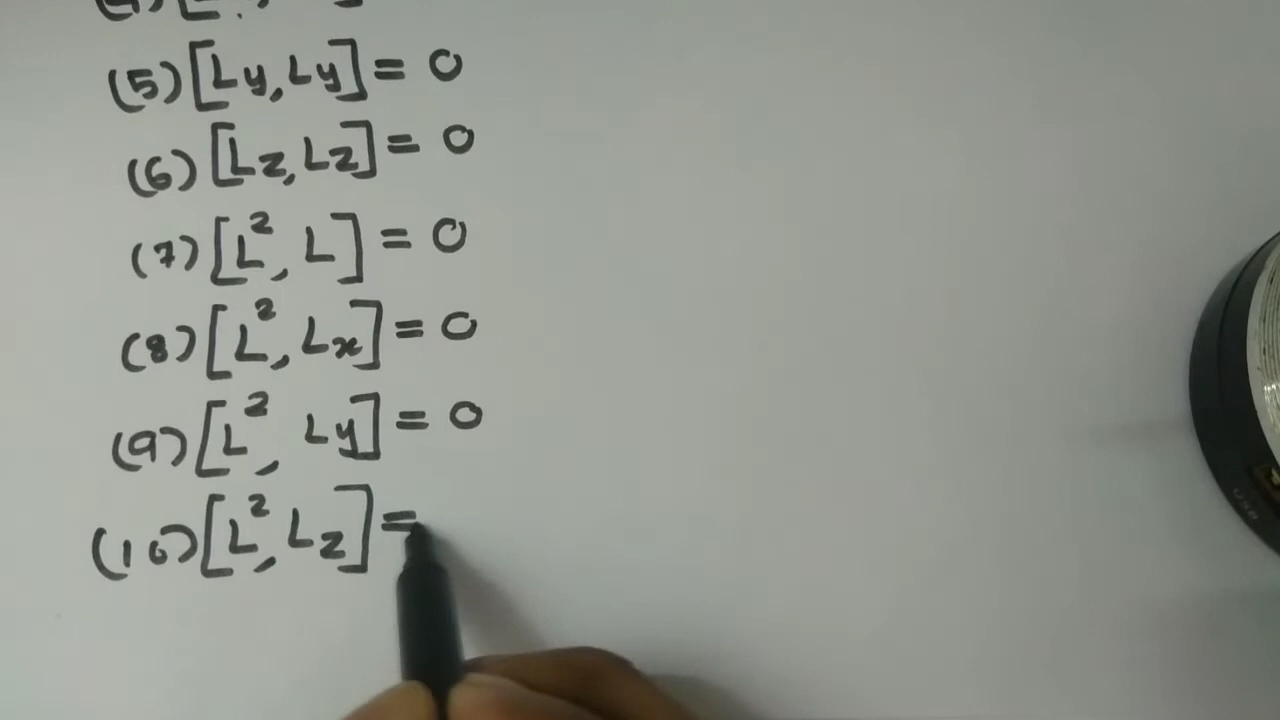 (5) [Ly, Ly] = 0
(6) [Lz, Lz] = 0
(7) [L², L] = 0
(8) [L², Lx] = 0
(9) [L², Ly] = 0
(10) [L², Lz] =